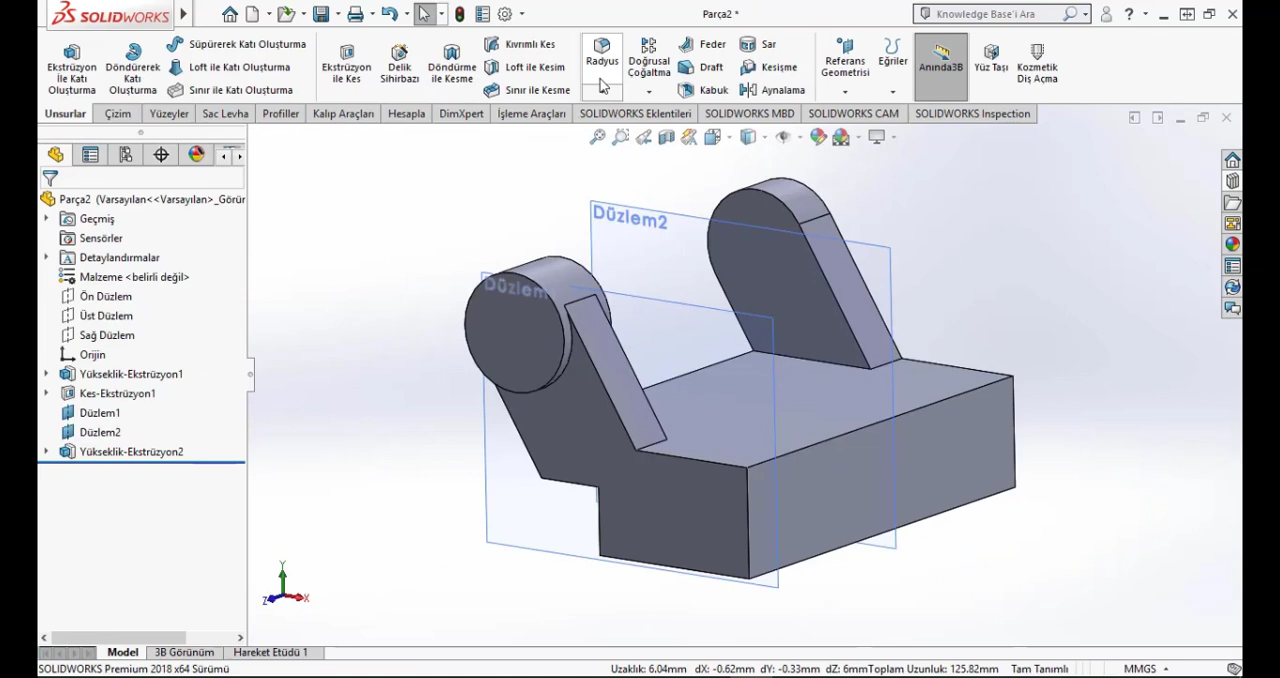 SOLIDWORKS
Parça2 *
Knowledge Base'i Ara
Ekstrüzyon İle Katı Oluşturma
Döndürerek Katı Oluşturma
Süpürerek Katı Oluşturma
Loft ile Katı Oluşturma
Sınır ile Katı Oluşturma
Ekstrüzyon ile Kes
Delik Sihirbazı
Döndürme ile Kesme
Kıvrımlı Kes
Loft ile Kesim
Sınır ile Kesme
Radyus
Doğrusal Çoğaltma
Feder
Draft
Kabuk
Sar
Kesişme
Aynalama
Referans Geometrisi
Eğriler
Anında3B
Yüz Taşı
Kozmetik Diş Açma
Unsurlar
Çizim
Yüzeyler
Sac Levha
Profiller
Kalıp Araçları
Hesapla
DimXpert
İşleme Araçları
SOLIDWORKS Eklentileri
SOLIDWORKS MBD
SOLIDWORKS CAM
SOLIDWORKS Inspection
Parça2 (Varsayılan<<Varsayılan>_Görür
Geçmiş
Sensörler
Detaylandırmalar
Malzeme <belirli değil>
Ön Düzlem
Üst Düzlem
Sağ Düzlem
Orijin
Yükseklik-Ekstrüzyon1
Kes-Ekstrüzyon1
Düzlem1
Düzlem2
Yükseklik-Ekstrüzyon2
Düzlem2
Düzlem
Y
Z
X
Model
3B Görünüm
Hareket Etüdü 1
SOLIDWORKS Premium 2018 x64 Sürümü
Uzaklık: 6.04mm dX: -0.62mm dY: -0.33mm dZ: 6mmToplam Uzunluk: 125.82mm
Tam Tanımlı
MMGS